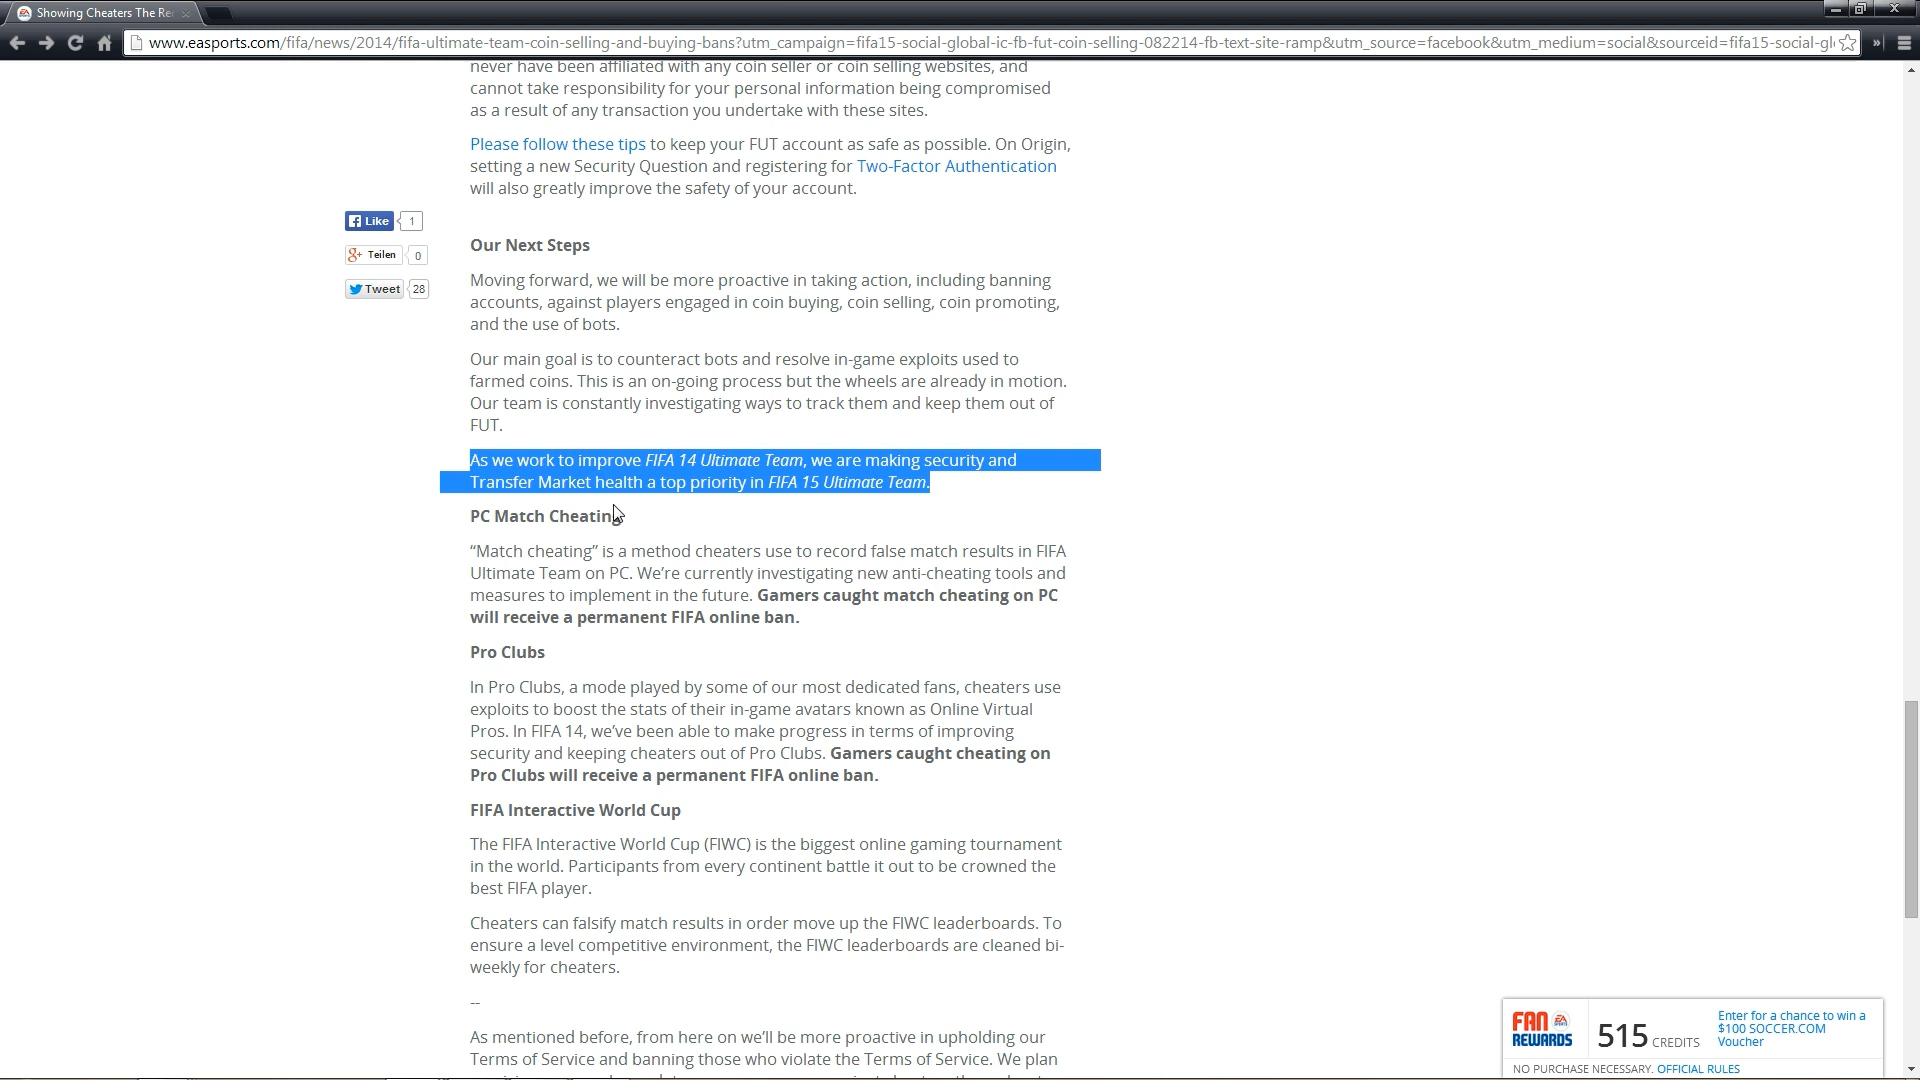 Showing Cheaters The Re
www.easports.com/fifa/news/2014/fifa-ultimate-team-coin-selling-and-buying-bans?utm_campaign=fifa15-social-global-ic-fb-fut-coin-selling-082214-fb-text-site-ramp&utm_source=facebook&utm_medium=social&sourceid=fifa15-social-gl
never have been affiliated with any coin seller or coin selling websites, and
cannot take responsibility for your personal information being compromised
as a result of any transaction you undertake with these sites.
Please follow these tips to keep your FUT account as safe as possible. On Origin,
setting a new Security Question and registering for Two-Factor Authentication
will also greatly improve the safety of your account.
Like 1
g+ Teilen 0
Tweet 28
Our Next Steps
Moving forward, we will be more proactive in taking action, including banning
accounts, against players engaged in coin buying, coin selling, coin promoting,
and the use of bots.
Our main goal is to counteract bots and resolve in-game exploits used to
farmed coins. This is an on-going process but the wheels are already in motion.
Our team is constantly investigating ways to track them and keep them out of
FUT.
As we work to improve FIFA 14 Ultimate Team, we are making security and
Transfer Market health a top priority in FIFA 15 Ultimate Team.
PC Match Cheating
“Match cheating” is a method cheaters use to record false match results in FIFA
Ultimate Team on PC. We’re currently investigating new anti-cheating tools and
measures to implement in the future. Gamers caught match cheating on PC
will receive a permanent FIFA online ban.
Pro Clubs
In Pro Clubs, a mode played by some of our most dedicated fans, cheaters use
exploits to boost the stats of their in-game avatars known as Online Virtual
Pros. In FIFA 14, we’ve been able to make progress in terms of improving
security and keeping cheaters out of Pro Clubs. Gamers caught cheating on
Pro Clubs will receive a permanent FIFA online ban.
FIFA Interactive World Cup
The FIFA Interactive World Cup (FIWC) is the biggest online gaming tournament
in the world. Participants from every continent battle it out to be crowned the
best FIFA player.
Cheaters can falsify match results in order move up the FIWC leaderboards. To
ensure a level competitive environment, the FIWC leaderboards are cleaned bi-
weekly for cheaters.
--
As mentioned before, from here on we’ll be more proactive in upholding our
Terms of Service and banning those who violate the Terms of Service. We plan
FAN EA
REWARDS
515 CREDITS
Enter for a chance to win a
$100 SOCCER.COM
Voucher
NO PURCHASE NECESSARY. OFFICIAL RULES